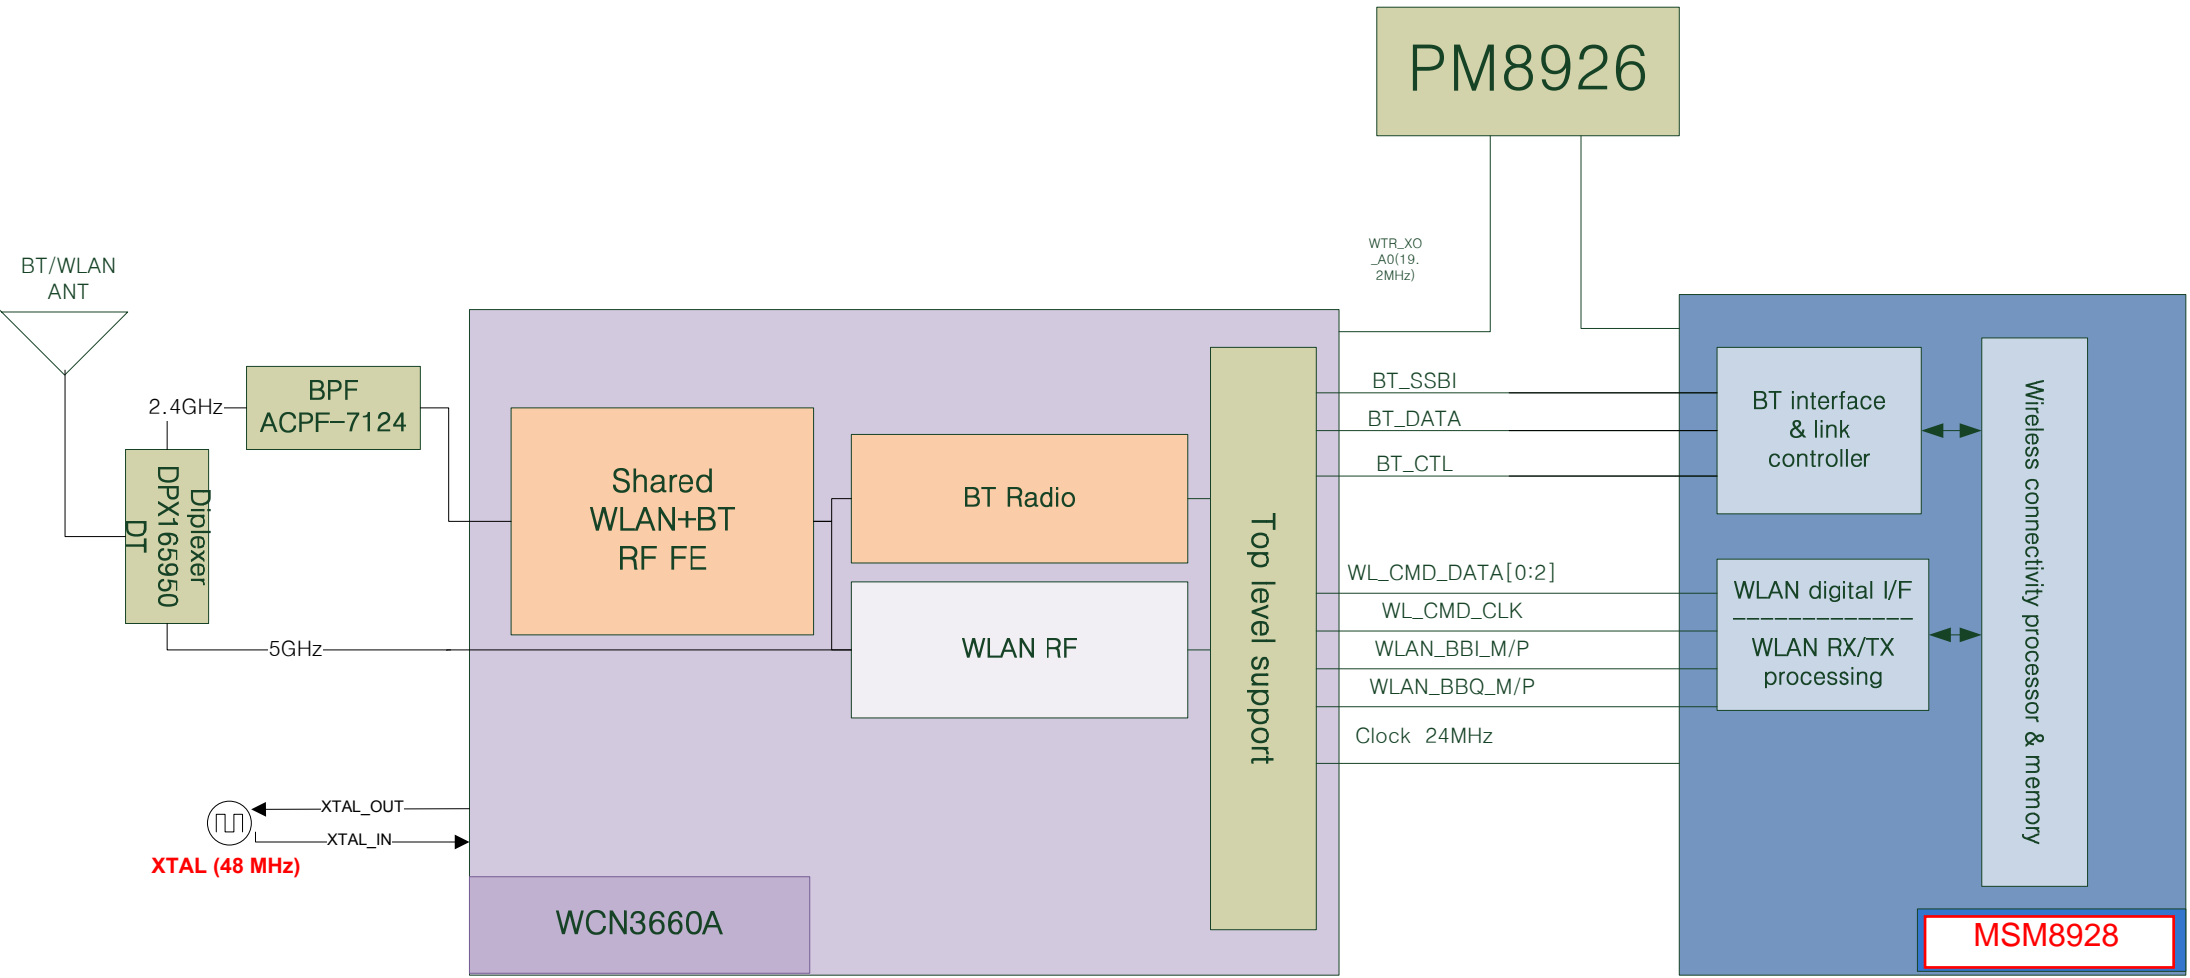 PM8926
WTR_XO
_A0(19.
2MHz)
BT/WLAN
ANT
2.4GHz
BPF
ACPF-7124
Diplexer
DPX165950
DT
5GHz
Shared
WLAN+BT
RF FE
BT Radio
WLAN RF
Top level support
BT_SSBI
BT_DATA
BT_CTL
WL_CMD_DATA[0:2]
WL_CMD_CLK
WLAN_BBI_M/P
WLAN_BBQ_M/P
Clock 24MHz
BT interface
& link
controller
WLAN digital I/F
-------------
WLAN RX/TX
processing
Wireless connectivity processor & memory
XTAL_OUT
XTAL_IN
XTAL (48 MHz)
WCN3660A
MSM8928